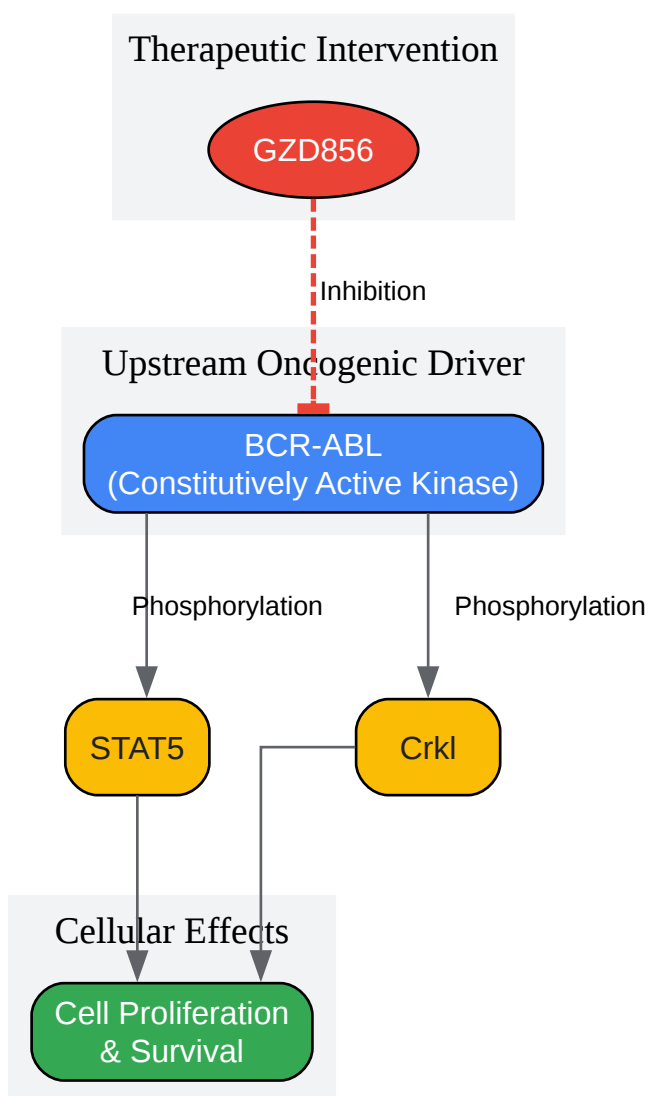 Therapeutic Intervention
GZD856
Inhibition
Upstream Oncogenic Driver
BCR-ABL
(Constitutively Active Kinase)
Phosphorylation
Phosphorylation
STAT5
Crkl
Cellular Effects
Cell Proliferation
& Survival